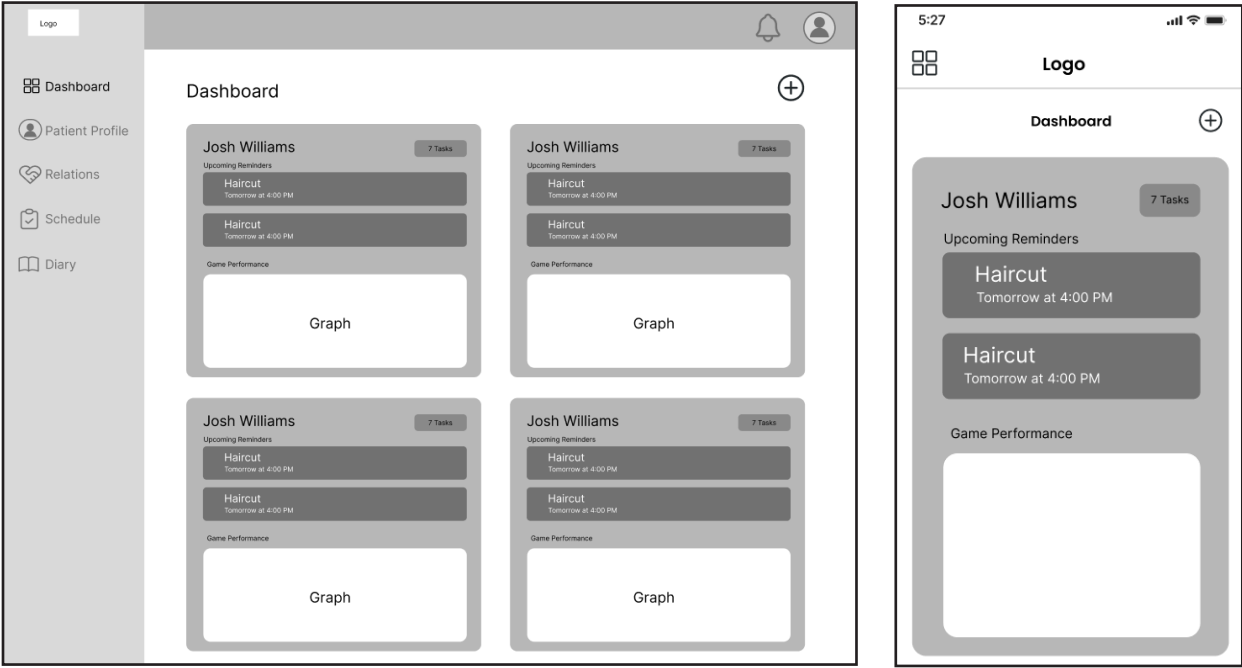 Logo
Dashboard
Patient Profile
Relations
Schedule
Diary
Dashboard
Josh Williams
7 Tasks
Upcoming Reminders
Haircut
Tomorrow at 4:00 PM
Haircut
Tomorrow at 4:00 PM
Game Performance
Graph
Josh Williams
7 Tasks
Upcoming Reminders
Haircut
Tomorrow at 4:00 PM
Haircut
Tomorrow at 4:00 PM
Game Performance
Graph
Josh Williams
7 Tasks
Upcoming Reminders
Haircut
Tomorrow at 4:00 PM
Haircut
Tomorrow at 4:00 PM
Game Performance
Graph
Josh Williams
7 Tasks
Upcoming Reminders
Haircut
Tomorrow at 4:00 PM
Haircut
Tomorrow at 4:00 PM
Game Performance
Graph
5:27
Logo
Dashboard
Josh Williams
7 Tasks
Upcoming Reminders
Haircut
Tomorrow at 4:00 PM
Haircut
Tomorrow at 4:00 PM
Game Performance